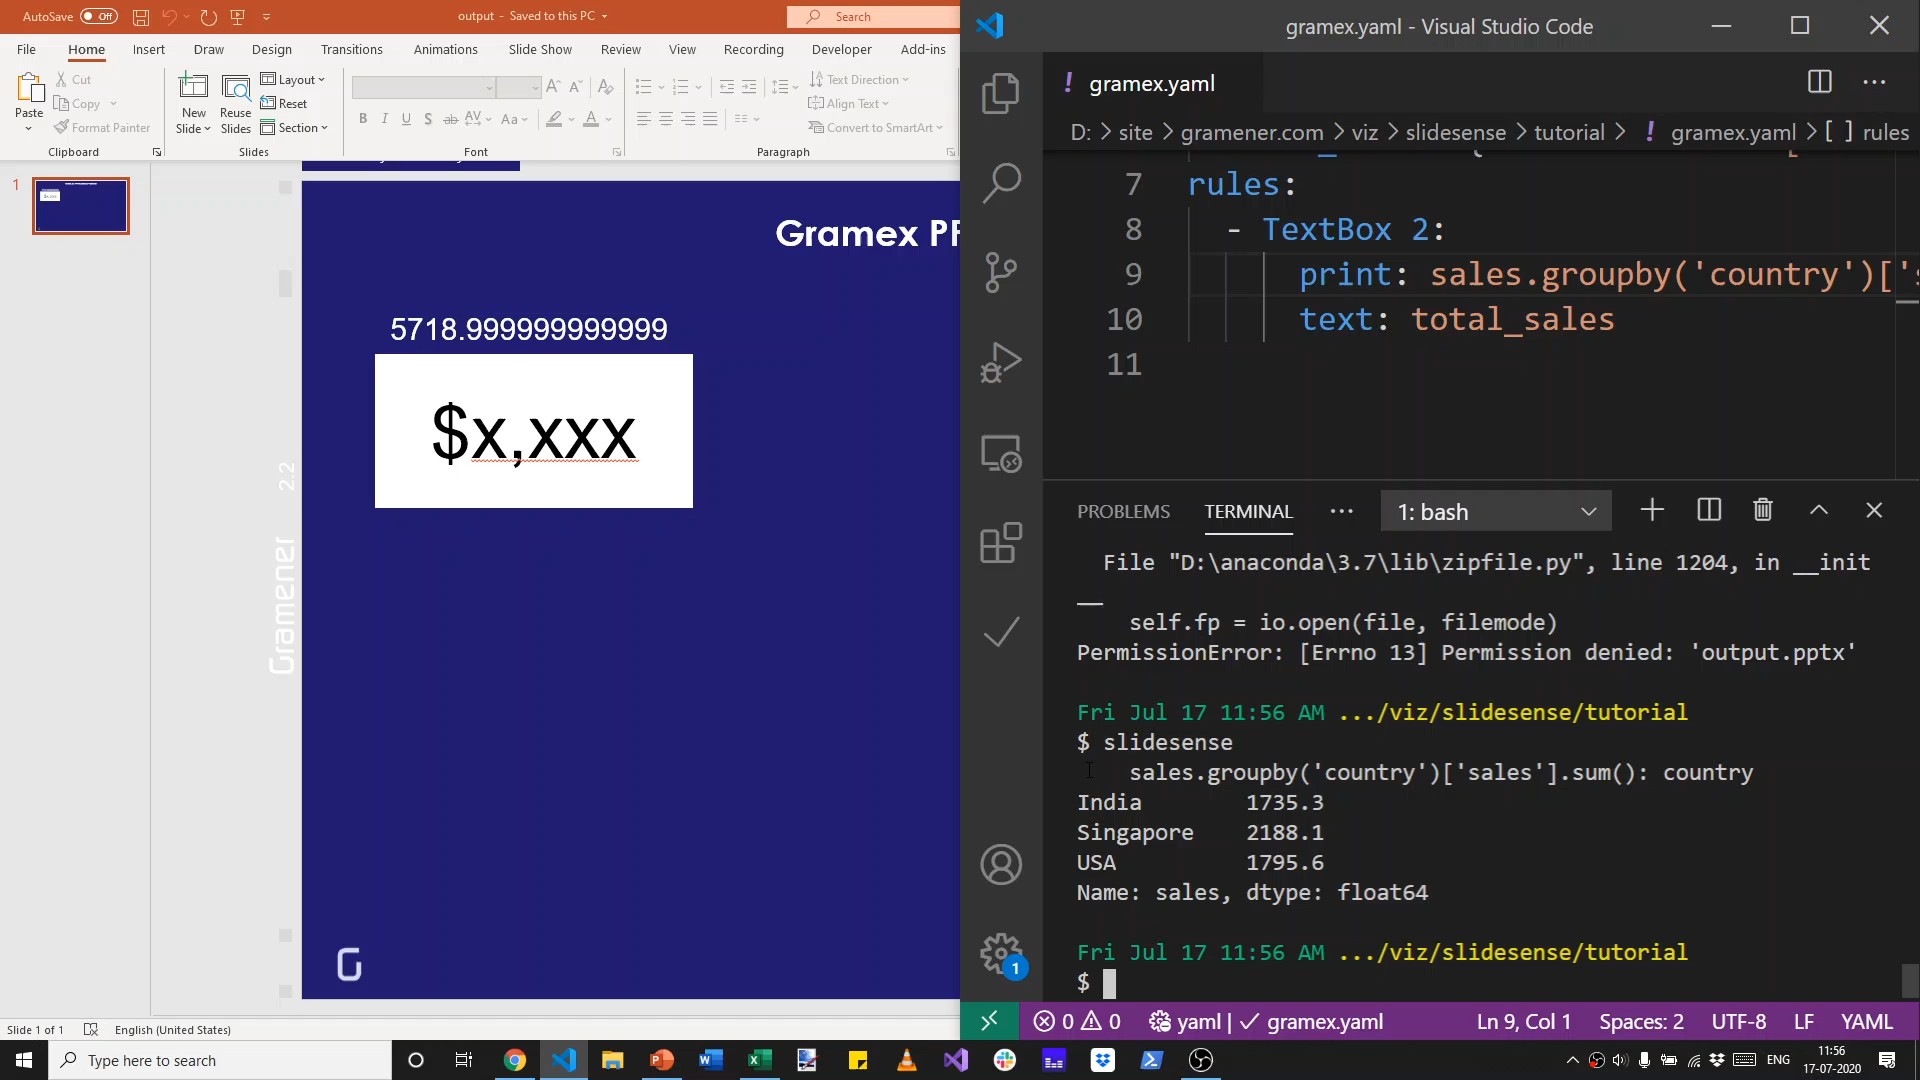 AutoSave Off
output - Saved to this PC
Search
File Home Insert Draw Design Transitions Animations Slide Show Review View Recording Developer Add-ins
Paste
Cut
Copy
Format Painter
Clipboard
New Slide
Reuse Slides
Layout
Reset
Section
Slides
B I U S ab AV Aa A
Font
Text Direction
Align Text
Convert to SmartArt
Paragraph
1
Gramex
5718.999999999999
$x,xxx
Gramener 2.2
Slide 1 of 1 English (United States)
gramex.yaml - Visual Studio Code
! gramex.yaml
D: > site > gramener.com > viz > slidesense > tutorial > ! gramex.yaml > [ ] rules
7 rules:
8 - TextBox 2:
9 print: sales.groupby('country')['s
10 text: total_sales
11
PROBLEMS TERMINAL ... 1: bash
File "D:\anaconda\3.7\lib\zipfile.py", line 1204, in __init
__
self.fp = io.open(file, filemode)
PermissionError: [Errno 13] Permission denied: 'output.pptx'
Fri Jul 17 11:56 AM .../viz/slidesense/tutorial
$ slidesense
sales.groupby('country')['sales'].sum(): country
India 1735.3
Singapore 2188.1
USA 1795.6
Name: sales, dtype: float64
Fri Jul 17 11:56 AM .../viz/slidesense/tutorial
$
1
0 0 yaml | ✓ gramex.yaml Ln 9, Col 1 Spaces: 2 UTF-8 LF YAML
Type here to search
ENG
11:56
17-07-2020